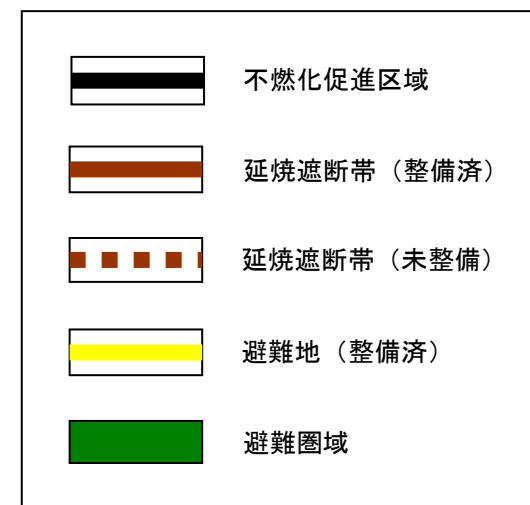 不燃化促進区域
延焼遮断帯（整備済）
延焼遮断帯（未整備）
避難地（整備済）
避難圏域